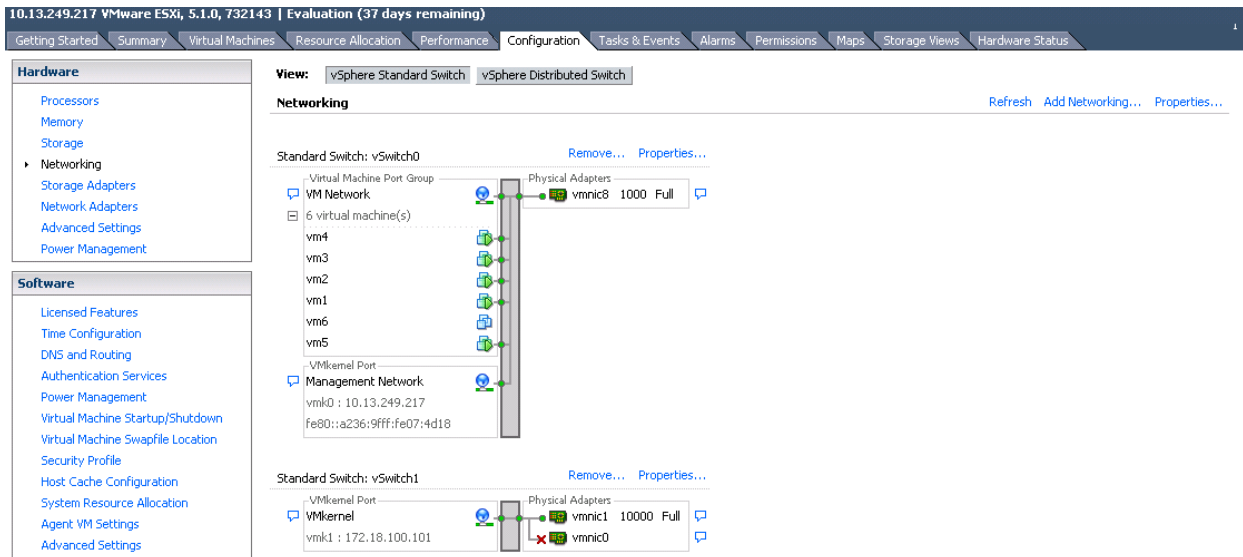 10.13.249.217 VMware ESXi, 5.1.0, 732143 | Evaluation (37 days remaining)
Getting Started Summary Virtual Machines Resource Allocation Performance Configuration Tasks & Events Alarms Permissions Maps Storage Views Hardware Status
Hardware
Processors
Memory
Storage
Networking
Storage Adapters
Network Adapters
Advanced Settings
Power Management
Software
Licensed Features
Time Configuration
DNS and Routing
Authentication Services
Power Management
Virtual Machine Startup/Shutdown
Virtual Machine Swapfile Location
Security Profile
Host Cache Configuration
System Resource Allocation
Agent VM Settings
Advanced Settings
View: vSphere Standard Switch vSphere Distributed Switch
Networking Refresh Add Networking... Properties...
Standard Switch: vSwitch0 Remove... Properties...
Virtual Machine Port Group Physical Adapters
VM Network vmnic8 1000 Full
6 virtual machine(s)
vm4
vm3
vm2
vm1
vm6
vm5
VMkernel Port
Management Network
vmk0 : 10.13.249.217
fe80::a236:9fff:fe07:4d18
Standard Switch: vSwitch1 Remove... Properties...
VMkernel Port Physical Adapters
VMkernel vmnic1 10000 Full
vmk1 : 172.18.100.101 vmnic0